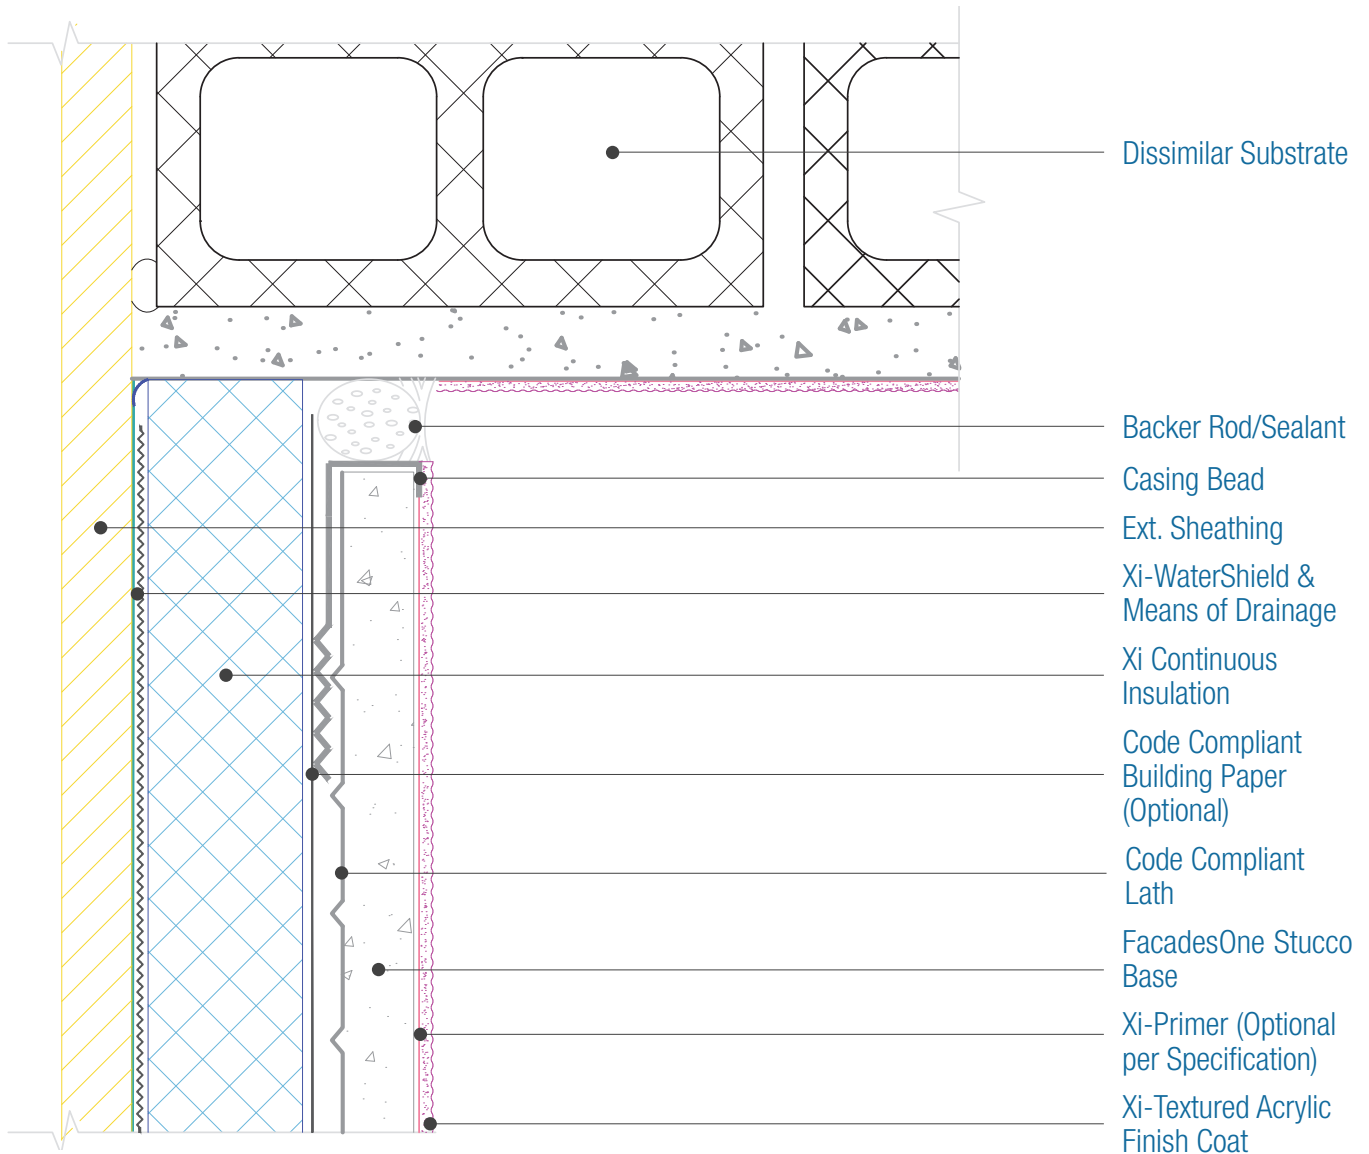 Dissimilar Substrate
Backer Rod/Sealant
Casing Bead
Ext. Sheathing
Xi-WaterShield &
Means of Drainage
Xi Continuous
Insulation
Code Compliant
Building Paper
(Optional)
Code Compliant
Lath
FacadesOne Stucco
Base
Xi-Primer (Optional
per Specification)
Xi-Textured Acrylic
Finish Coat